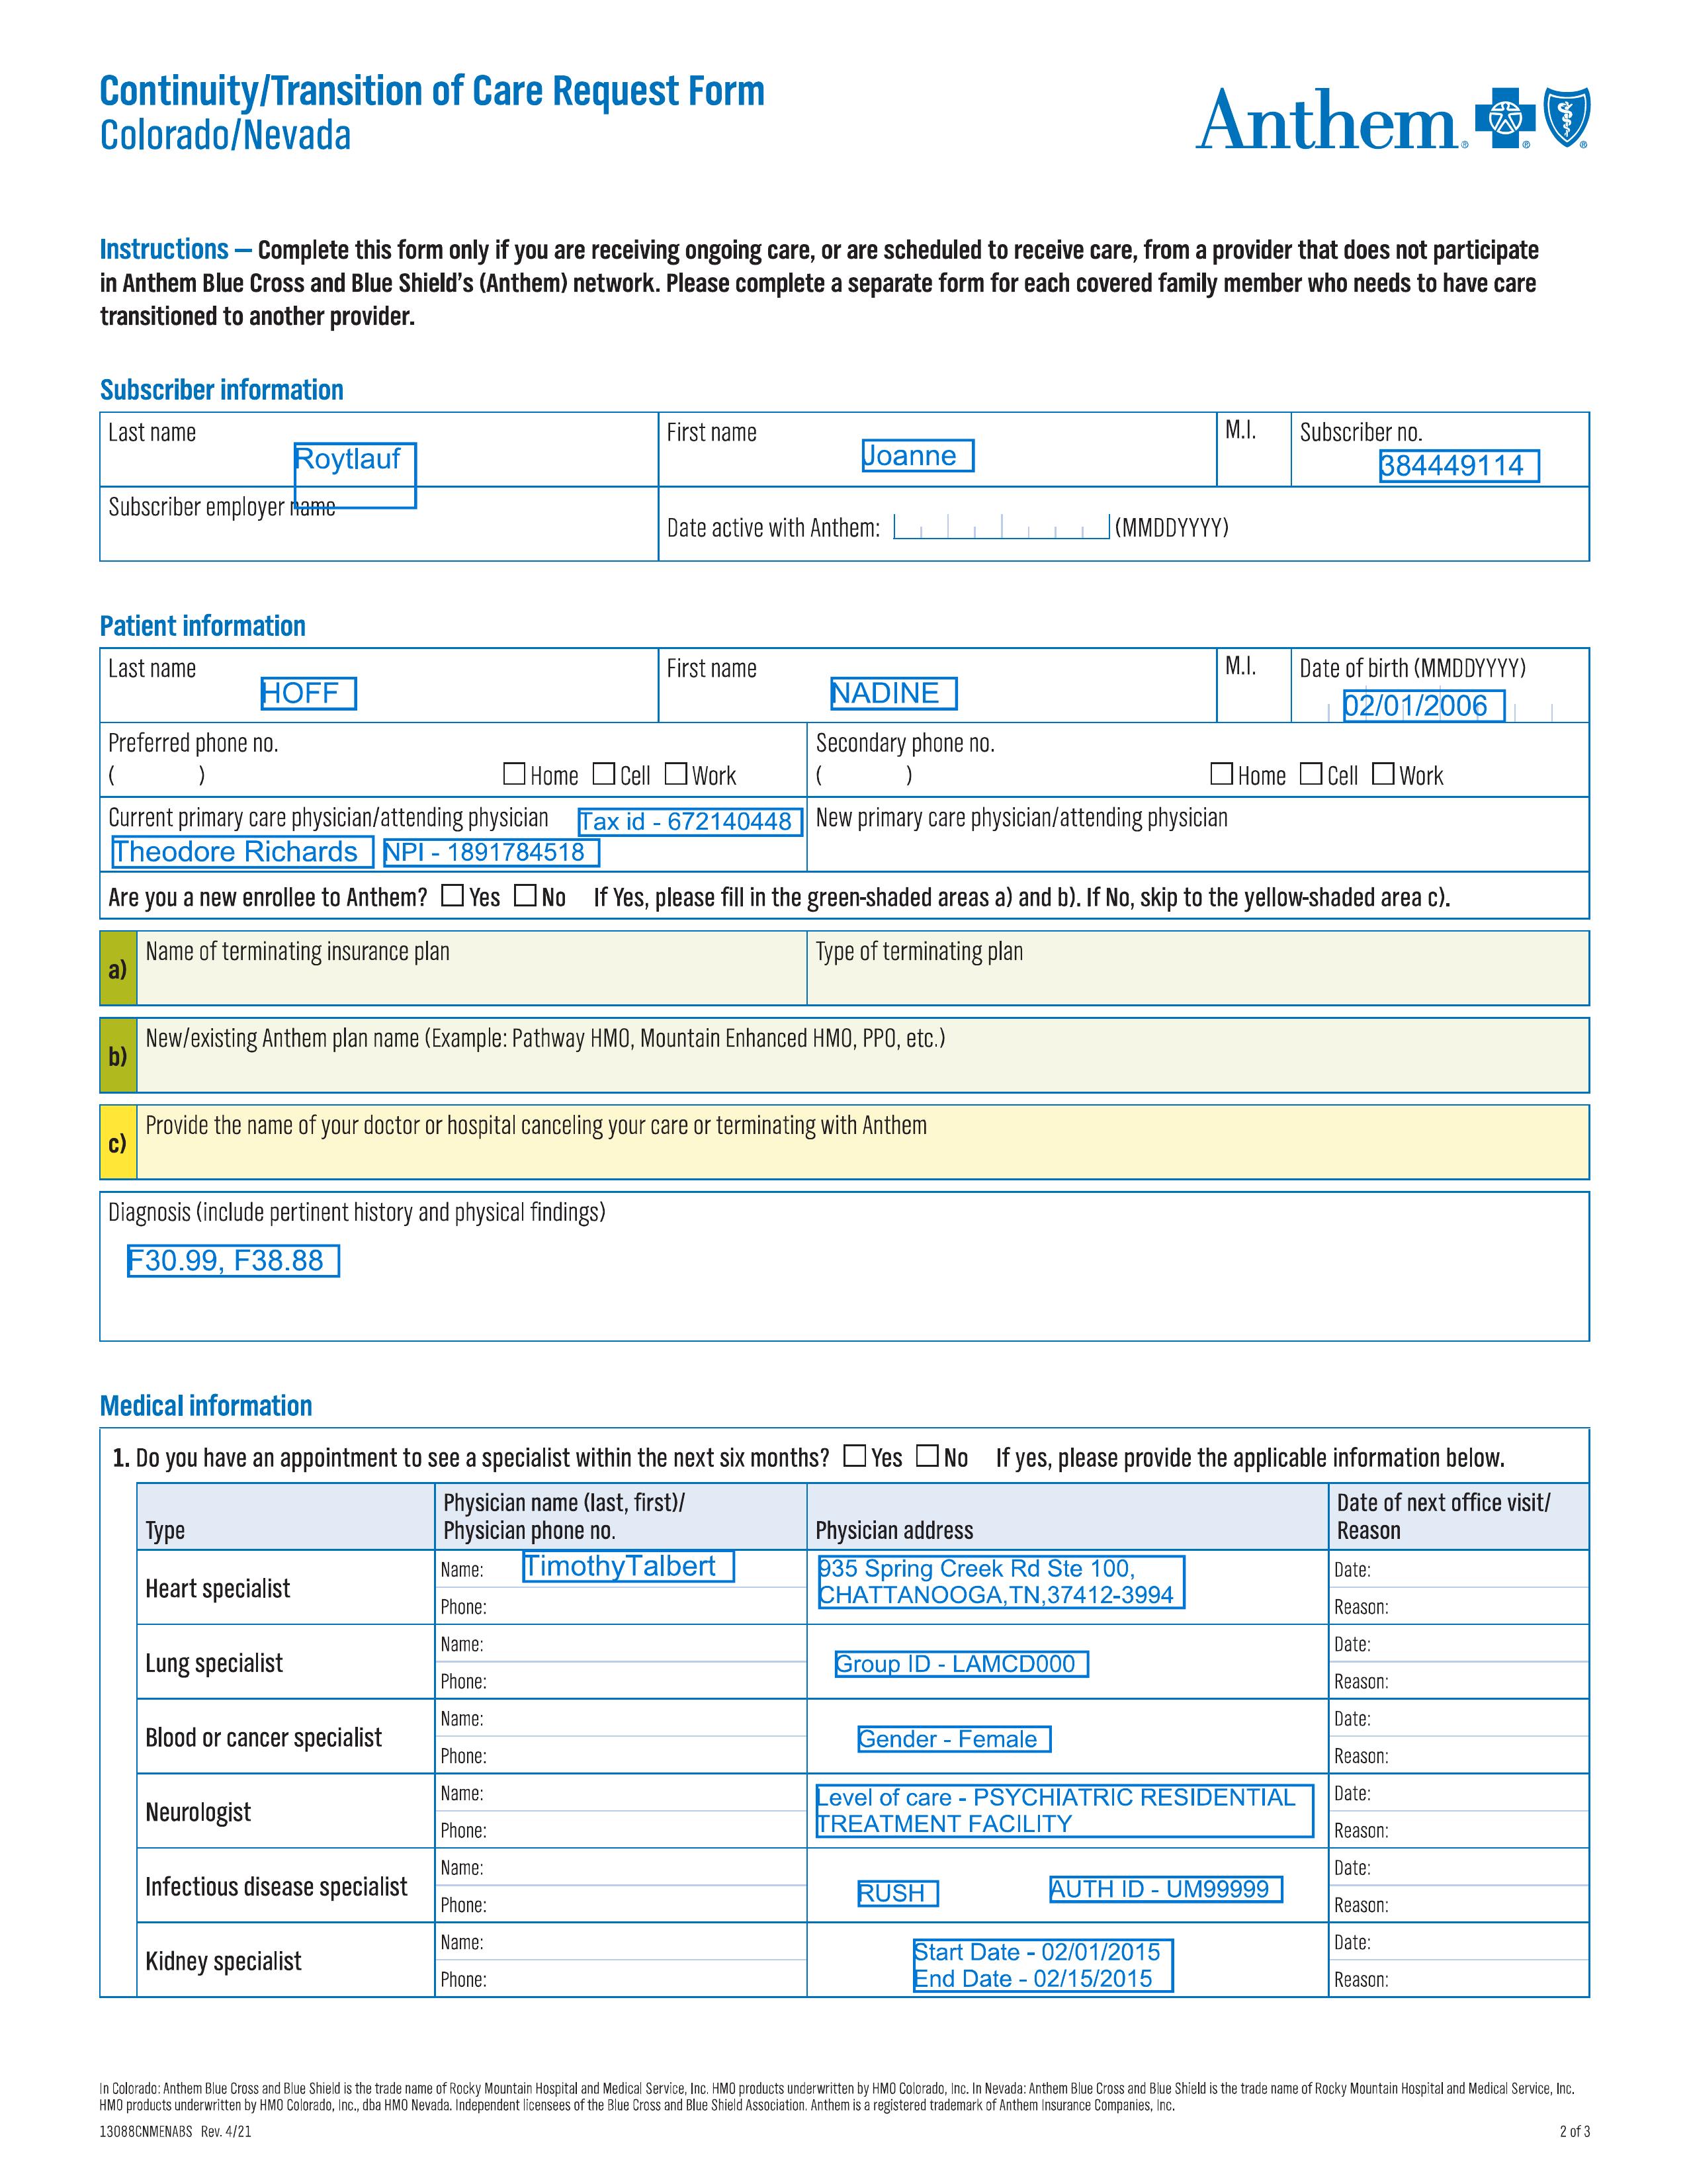 Continuity/Transition of Care Request Form
Colorado/Nevada
Anthem
Instructions — Complete this form only if you are receiving ongoing care, or are scheduled to receive care, from a provider that does not participate
in Anthem Blue Cross and Blue Shield's (Anthem) network. Please complete a separate form for each covered family member who needs to have care
transitioned to another provider.
Subscriber information
Last name
Roytlauf
First name
Joanne
M.I.
Subscriber no.
384449114
Subscriber employer name
Date active with Anthem: (MMDDYYYY)
Patient information
Last name
HOFF
First name
NADINE
M.I.
Date of birth (MMDDYYYY)
02/01/2006
Preferred phone no.
( ) Home Cell Work
Secondary phone no.
( ) Home Cell Work
Current primary care physician/attending physician Tax id - 672140448
Theodore Richards NPI - 1891784518
New primary care physician/attending physician
Are you a new enrollee to Anthem? Yes No If Yes, please fill in the green-shaded areas a) and b). If No, skip to the yellow-shaded area c).
a) Name of terminating insurance plan
Type of terminating plan
b) New/existing Anthem plan name (Example: Pathway HMO, Mountain Enhanced HMO, PPO, etc.)
c) Provide the name of your doctor or hospital canceling your care or terminating with Anthem
Diagnosis (include pertinent history and physical findings)
F30.99, F38.88
Medical information
1. Do you have an appointment to see a specialist within the next six months? Yes No If yes, please provide the applicable information below.
Type
Physician name (last, first)/
Physician phone no.
Physician address
Date of next office visit/
Reason
Heart specialist
Name: TimothyTalbert
Phone:
935 Spring Creek Rd Ste 100,
CHATTANOOGA,TN,37412-3994
Date:
Reason:
Lung specialist
Name:
Phone:
Group ID - LAMCD000
Date:
Reason:
Blood or cancer specialist
Name:
Phone:
Gender - Female
Date:
Reason:
Neurologist
Name:
Phone:
Level of care - PSYCHIATRIC RESIDENTIAL
TREATMENT FACILITY
Date:
Reason:
Infectious disease specialist
Name:
Phone:
RUSH AUTH ID - UM99999
Date:
Reason:
Kidney specialist
Name:
Phone:
Start Date - 02/01/2015
End Date - 02/15/2015
Date:
Reason:
In Colorado: Anthem Blue Cross and Blue Shield is the trade name of Rocky Mountain Hospital and Medical Service, Inc. HMO products underwritten by HMO Colorado, Inc. In Nevada: Anthem Blue Cross and Blue Shield is the trade name of Rocky Mountain Hospital and Medical Service, Inc.
HMO products underwritten by HMO Colorado, Inc., dba HMO Nevada. Independent licensees of the Blue Cross and Blue Shield Association. Anthem is a registered trademark of Anthem Insurance Companies, Inc.
13088CNMENABS Rev. 4/21
2 of 3